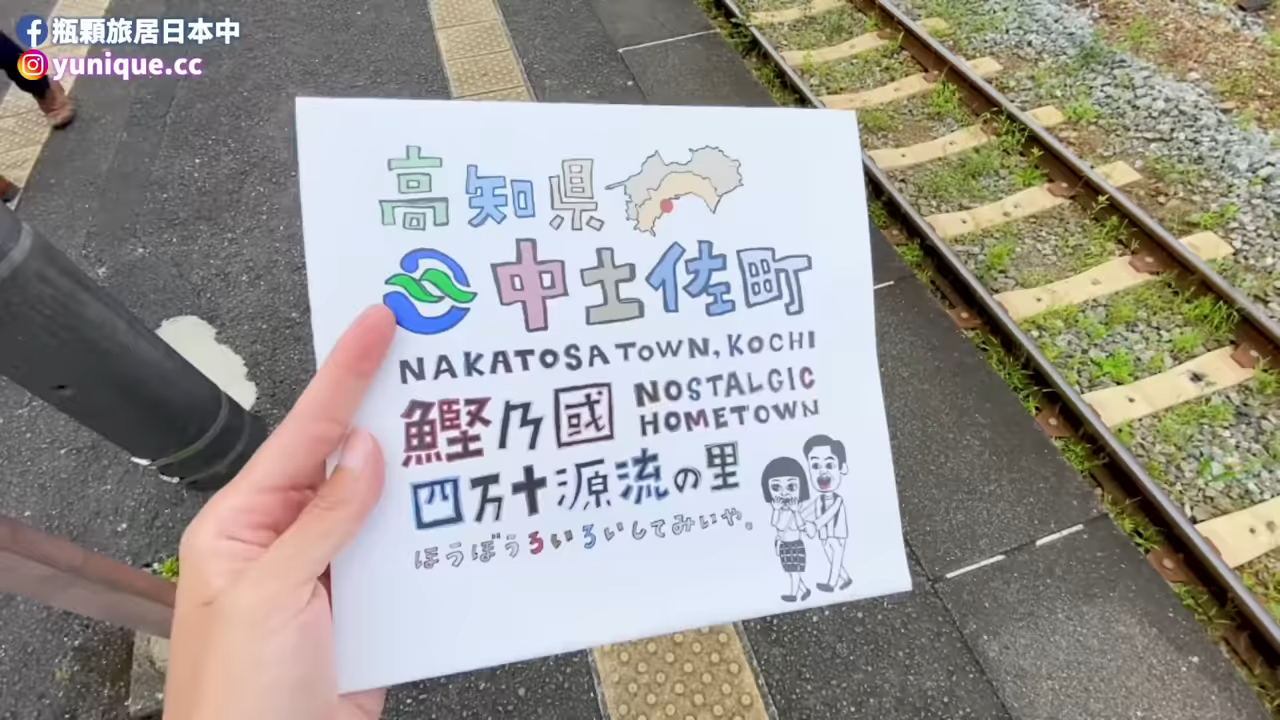 瓶顆旅居日本中
yunique.cc
高知県
中土佐町
NAKATOSA TOWN, KOCHI
鰹乃國 NOSTALGIC HOMETOWN
四万十源流の里
ほうぼうろいろいしてみいや。